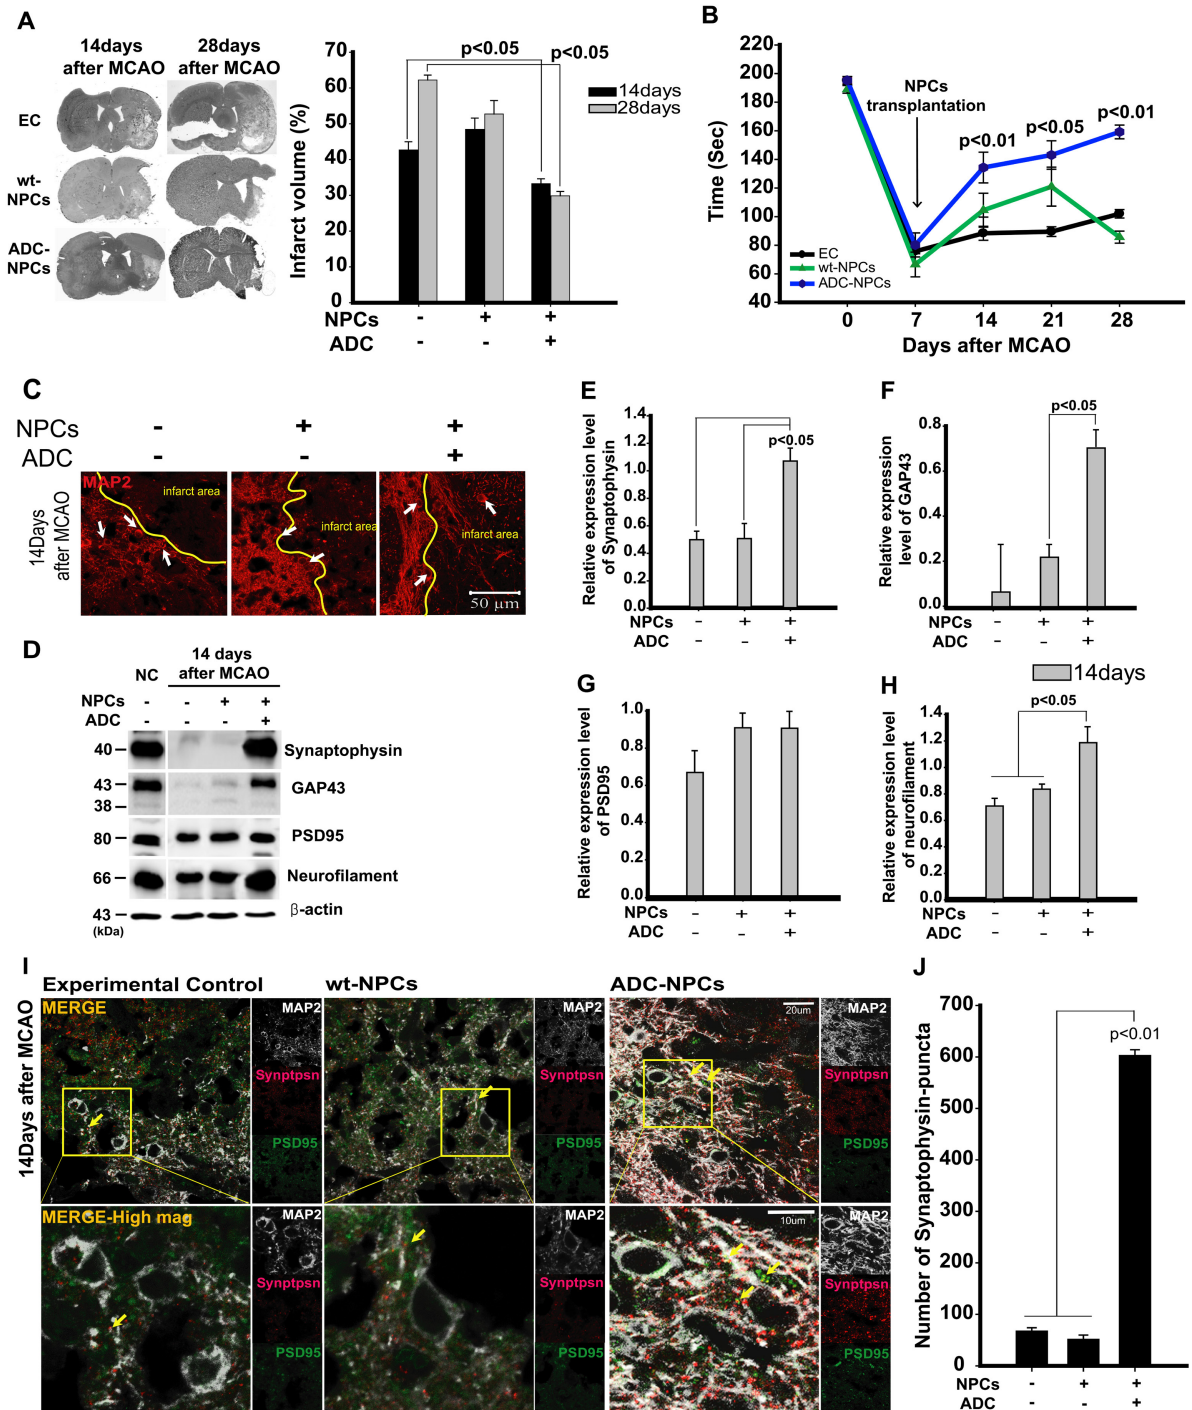 A
14days
after MCAO
28days
after MCAO
EC
wt-
NPCs
ADC-
NPCs
Infarct volume (%)
70
60
50
40
30
20
10
0
p<0.05
p<0.05
14days
28days
NPCs - + +
ADC - - +
B
Time (Sec)
220
200
180
160
140
120
100
80
60
40
NPCs
transplantation
p<0.01
p<0.05
p<0.01
EC
wt-NPCs
ADC-NPCs
0 7 14 21 28
Days after MCAO
C
NPCs - + +
ADC - - +
14Days
after MCAO
MAP2
infarct area
infarct area
infarct area
50 µm
D
NC
14 days
after MCAO
NPCs - - + +
ADC - - - +
40 Synaptophysin
43 GAP43
38
80 PSD95
66 Neurofilament
43 β-actin
(kDa)
E
Relative expression level
of Synaptophysin
1.4
1.2
1.0
0.8
0.6
0.4
0.2
0.0
p<0.05
NPCs - + +
ADC - - +
F
Relative expression
level of GAP43
0.8
0.6
0.4
0.2
0.0
p<0.05
NPCs - + +
ADC - - +
14days
G
Relative expression level
of PSD95
1.0
0.8
0.6
0.4
0.2
0.0
NPCs - + +
ADC - - +
H
Relative expression level
of neurofilament
1.4
1.2
1.0
0.8
0.6
0.4
0.2
0.0
p<0.05
NPCs - + +
ADC - - +
I
14Days after MCAO
Experimental Control
wt-NPCs
ADC-NPCs
MERGE
MAP2
Synptpsn
PSD95
MAP2
Synptpsn
PSD95
20um
MAP2
Synptpsn
PSD95
MERGE-High mag
MAP2
Synptpsn
PSD95
MAP2
Synptpsn
PSD95
10um
MAP2
Synptpsn
PSD95
J
Number of Synaptophysin-puncta
700
600
500
400
300
200
100
0
p<0.01
NPCs - + +
ADC - - +